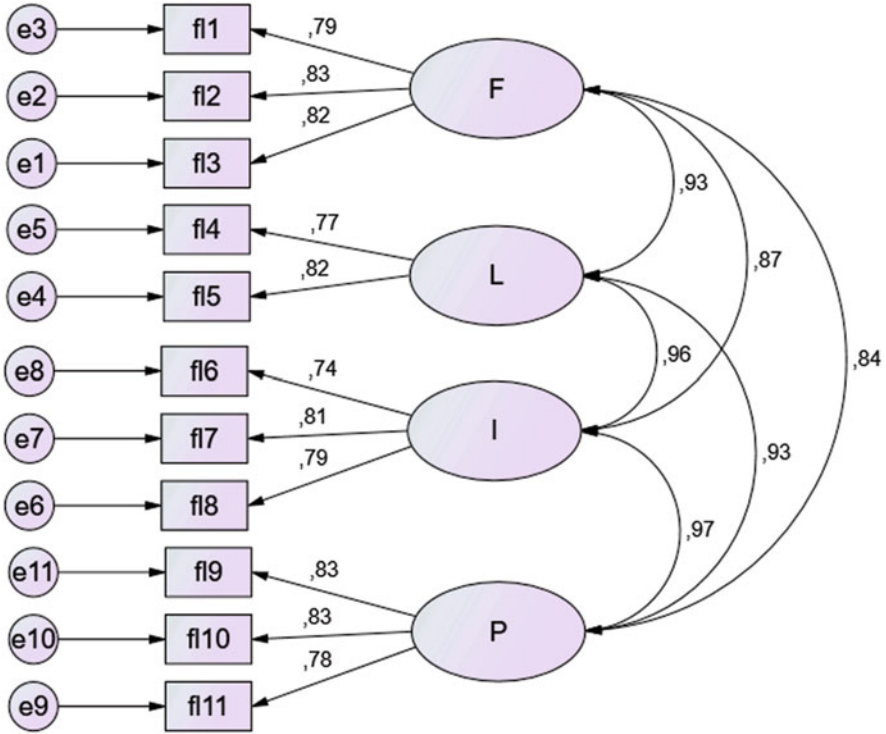 e3 fl1 ,79
e2 fl2 ,83 F
e1 fl3 ,82
,93
e5 fl4 ,77
,87
e4 fl5 ,82 L
,96
,84
e8 fl6 ,74
e7 fl7 ,81 I
,93
e6 fl8 ,79
,97
e11 fl9 ,83
e10 fl10 ,83 P
e9 fl11 ,78